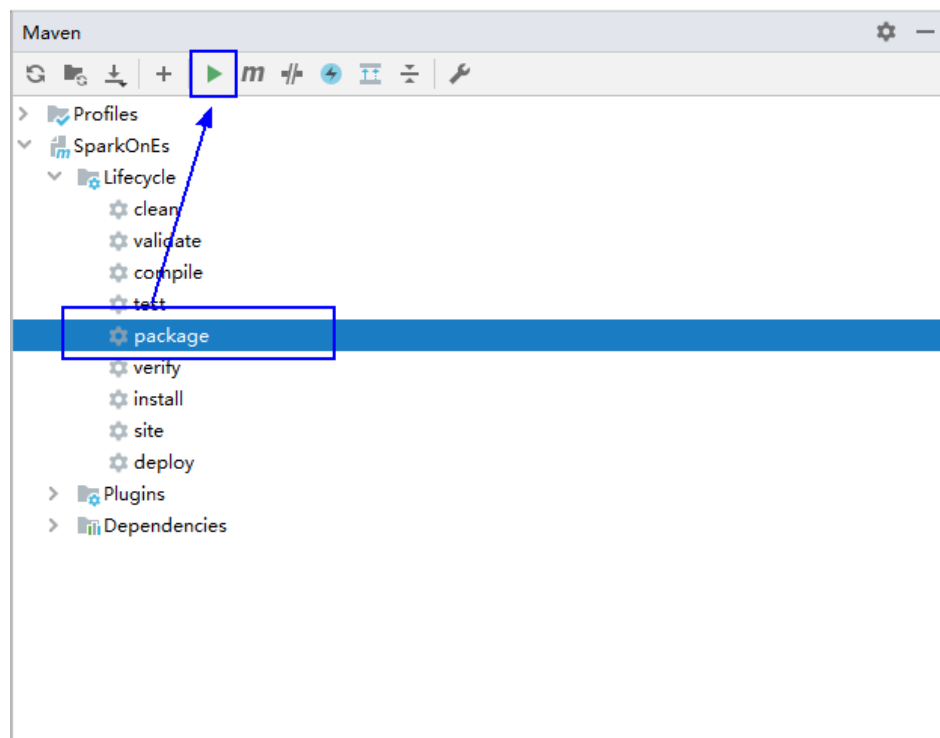 Maven
m
Profiles
SparkOnEs
Lifecycle
clean
validate
compile
test
package
verify
install
site
deploy
Plugins
Dependencies